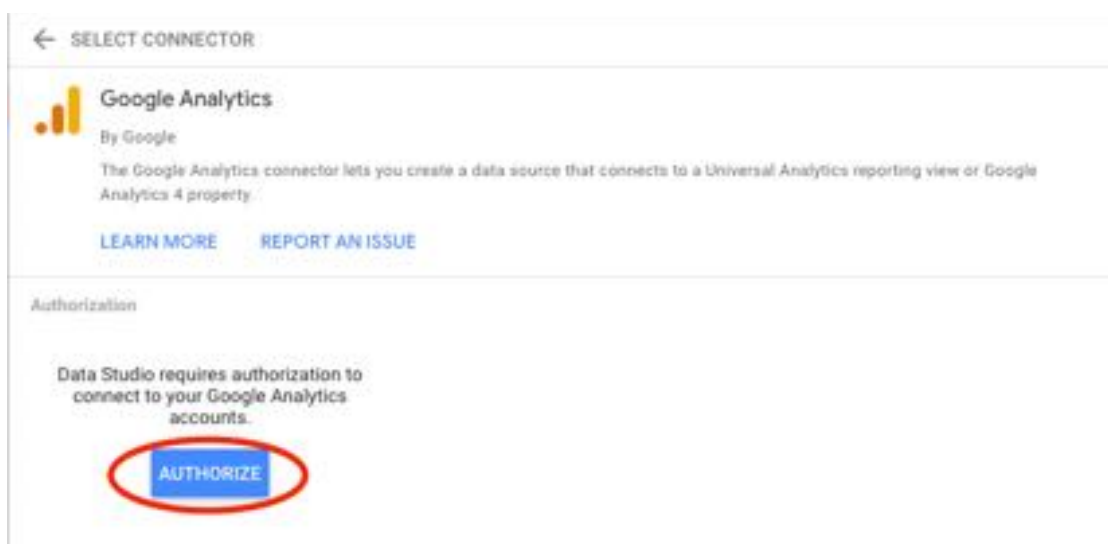 ← SELECT CONNECTOR
Google Analytics
By Google
The Google Analytics connector lets you create a data source that connects to a Universal Analytics reporting view or Google
Analytics 4 property.
LEARN MORE REPORT AN ISSUE
Authorization
Data Studio requires authorization to
connect to your Google Analytics
accounts.
AUTHORIZE